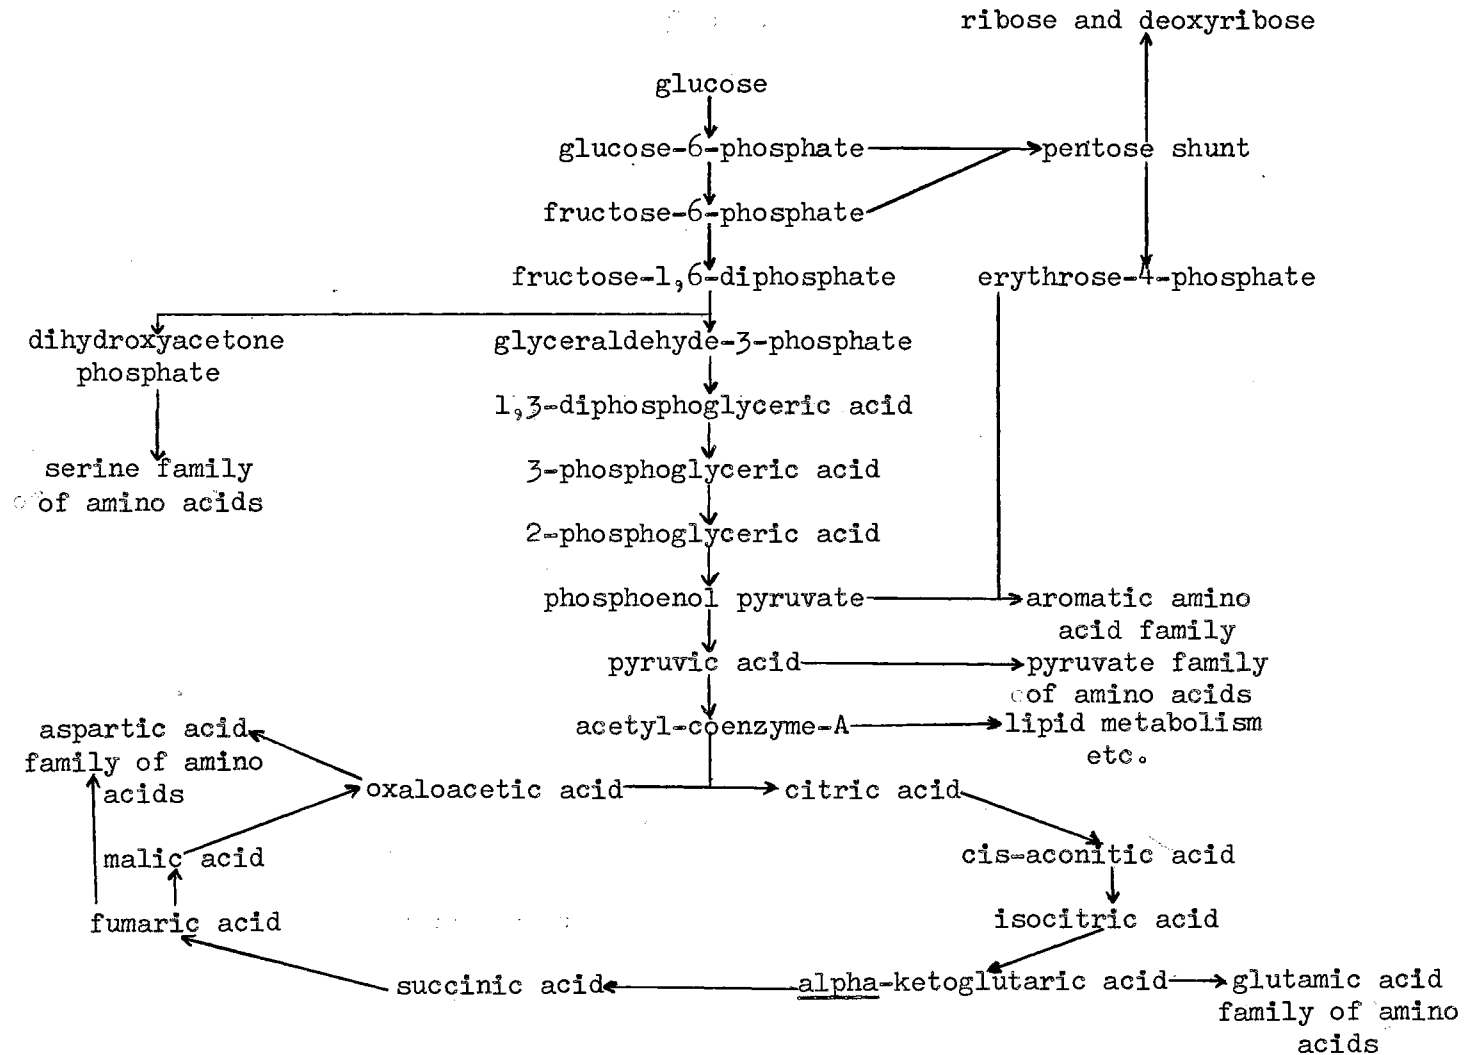 ribose and deoxyribose
glucose
glucose-6-phosphate
pentose shunt
fructose-6-phosphate
fructose-1,6-diphosphate
erythrose-4-phosphate
dihydroxyacetone
phosphate
glyceraldehyde-3-phosphate
1,3-diphosphoglyceric acid
serine family
of amino acids
3-phosphoglyceric acid
2-phosphoglyceric acid
phosphoenol pyruvate
aromatic amino
acid family
pyruvic acid
pyruvate family
of amino acids
acetyl-coenzyme-A
lipid metabolism
etc.
aspartic acid
family of amino
acids
oxaloacetic acid
citric acid
malic acid
cis-aconitic acid
fumaric acid
isocitric acid
succinic acid
alpha-ketoglutaric acid
glutamic acid
family of amino
acids